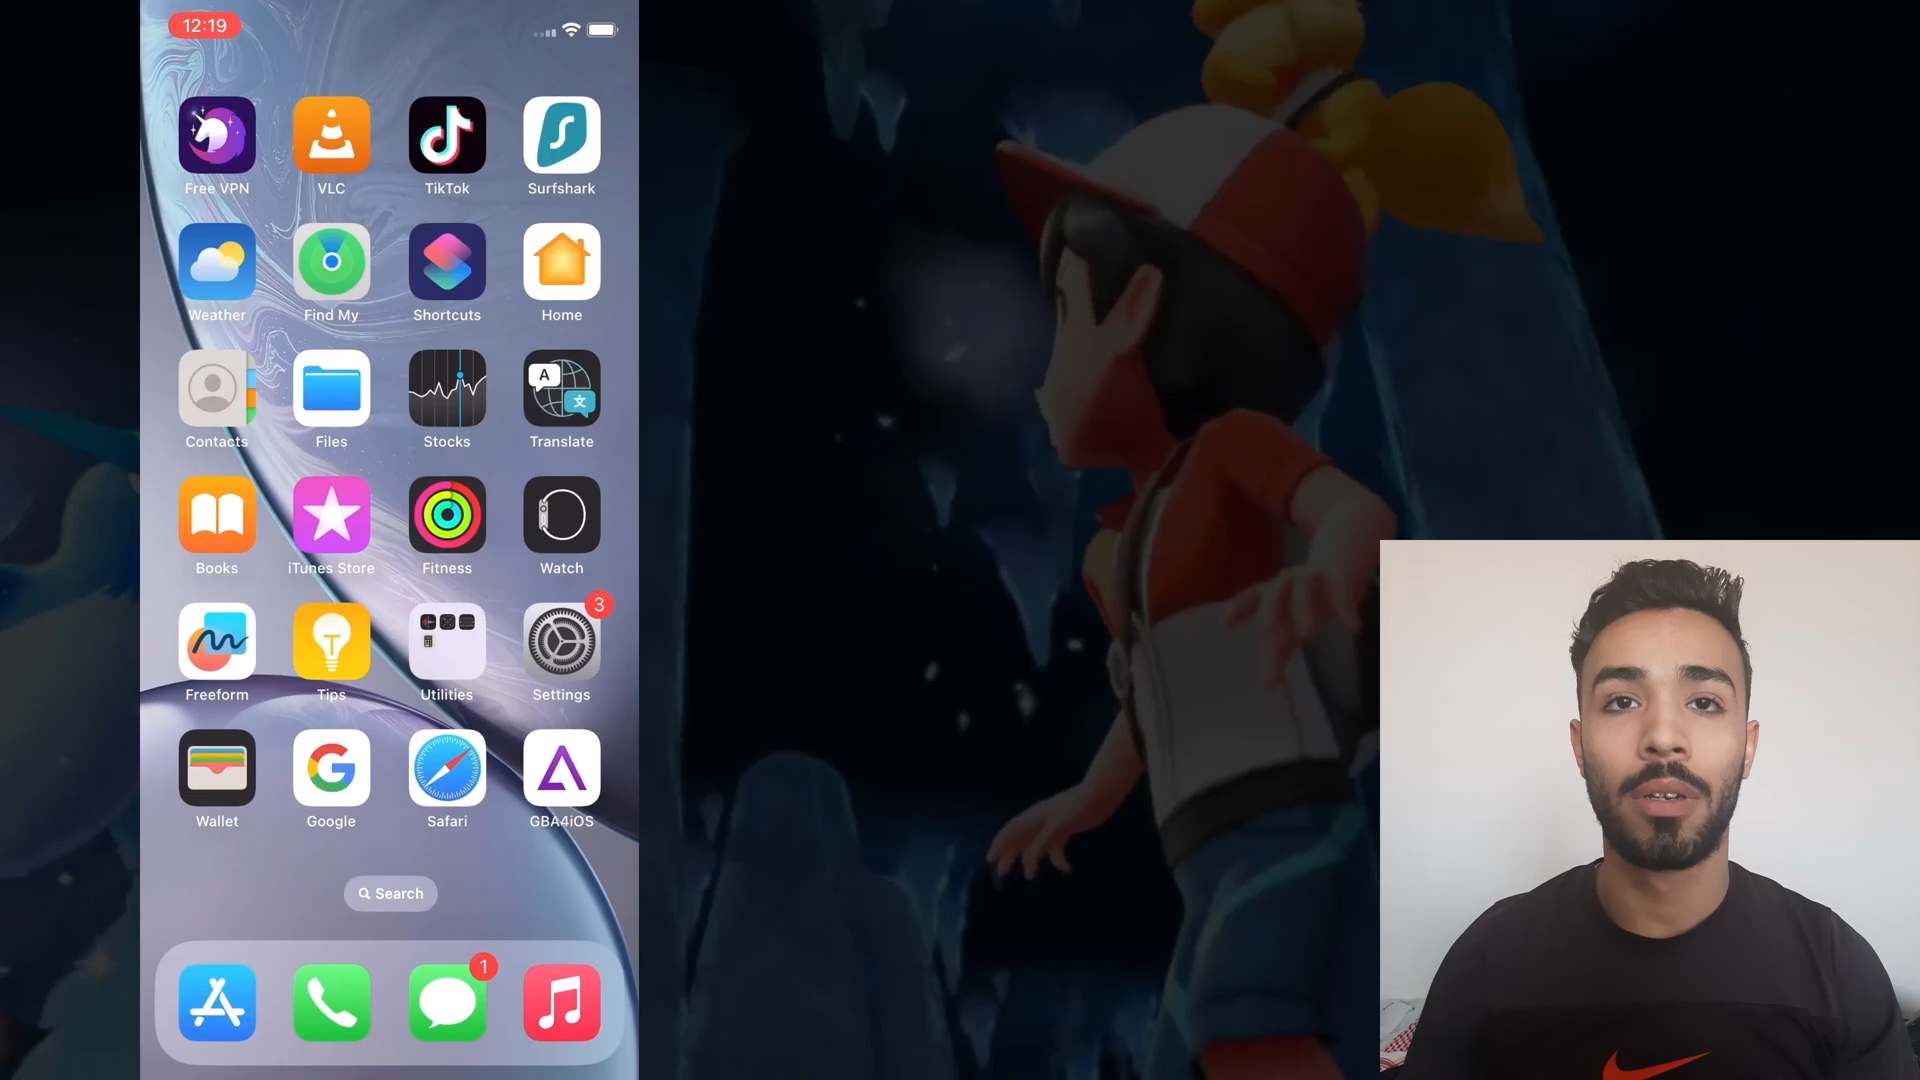 12:19
Free VPN VLC TikTok Surfshark
Weather Find My Shortcuts Home
Contacts Files Stocks A 文 Translate
Books iTunes Store Fitness Watch
3
Freeform Tips Utilities Settings
Wallet Google Safari GBA4iOS
Search
1